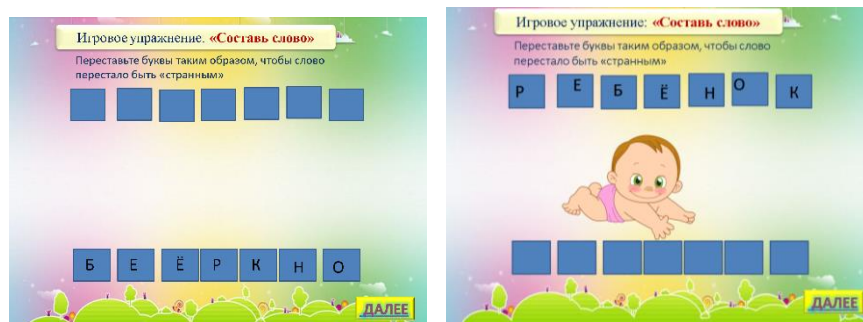 Игровое упражнение: «Составь слово»
Переставьте буквы таким образом, чтобы слово
перестало быть «странным»
Б Е Ё Р К Н О
ДАЛЕЕ
Игровое упражнение: «Составь слово»
Переставьте буквы таким образом, чтобы слово
перестало быть «странным»
Р Е Б Ё Н О К
ДАЛЕЕ